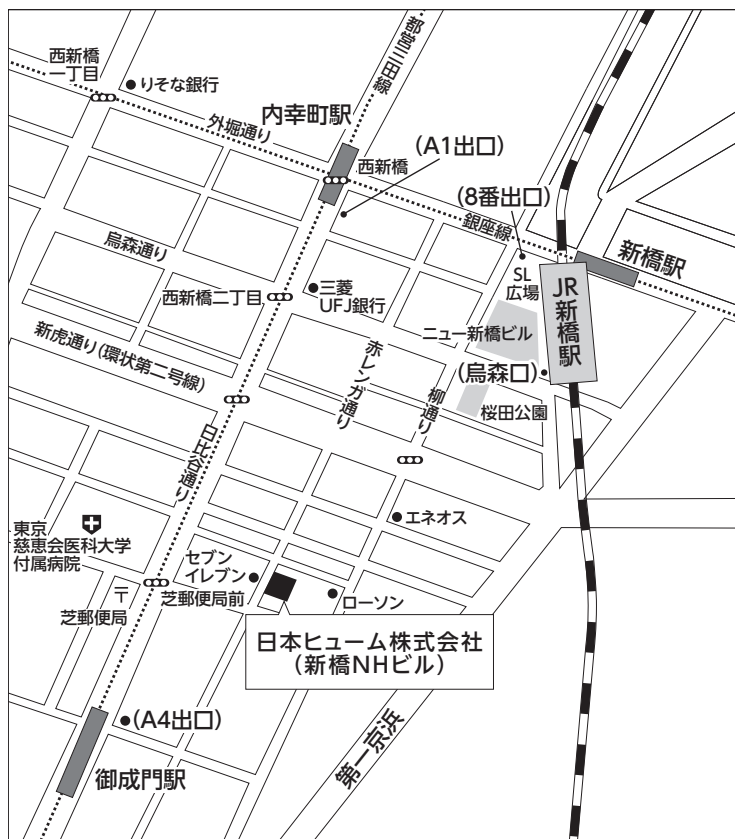 都営三田線
西新橋
一丁目
りそな銀行
内幸町駅
外堀通り
西新橋
(A1出口)
(8番出口)
銀座線
新橋駅
烏森通り
SL
広場
JR新橋駅
西新橋二丁目
三菱
UFJ銀行
ニュー新橋ビル
新虎通り(環状第二号線)
赤レンガ通り
(烏森口)
柳通り
桜田公園
日比谷通り
エネオス
東京
慈恵会医科大学
付属病院
セブン
イレブン
〒
芝郵便局
芝郵便局前
ローソン
日本ヒューム株式会社
(新橋NHビル)
(A4出口)
第一京浜
御成門駅